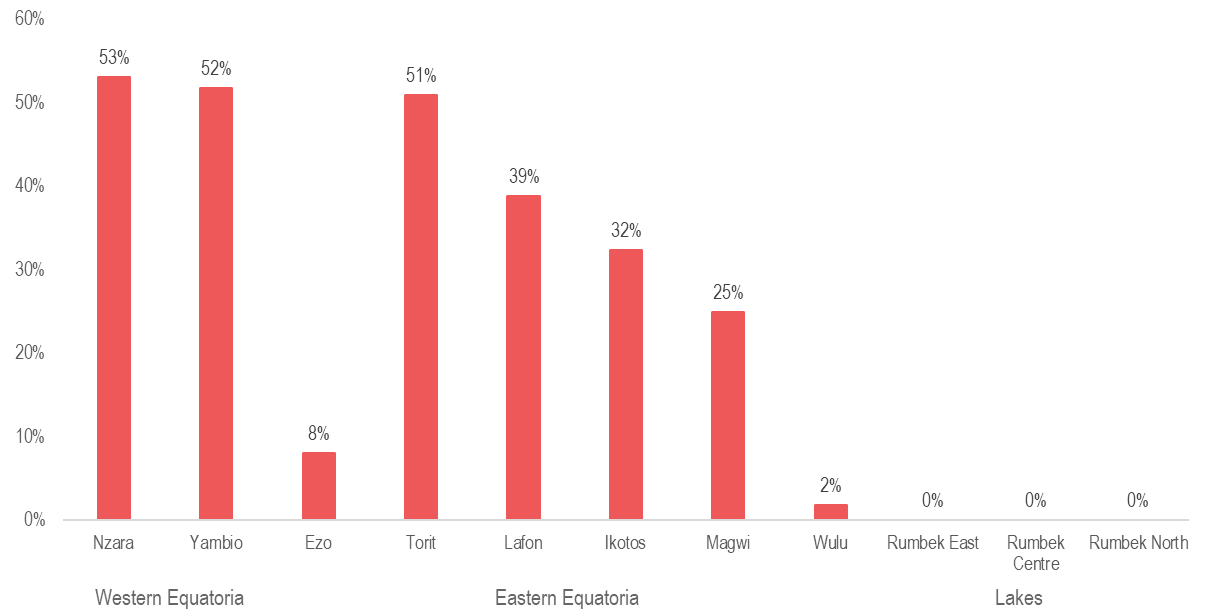 60%
50%
40%
30%
20%
10%
0%
53%
52%
8%
51%
39%
32%
25%
2%
0%
0%
0%
Nzara
Yambio
Ezo
Torit
Lafon
Ikotos
Magwi
Wulu
Rumbek East
Rumbek
Centre
Rumbek North
Western Equatoria
Eastern Equatoria
Lakes